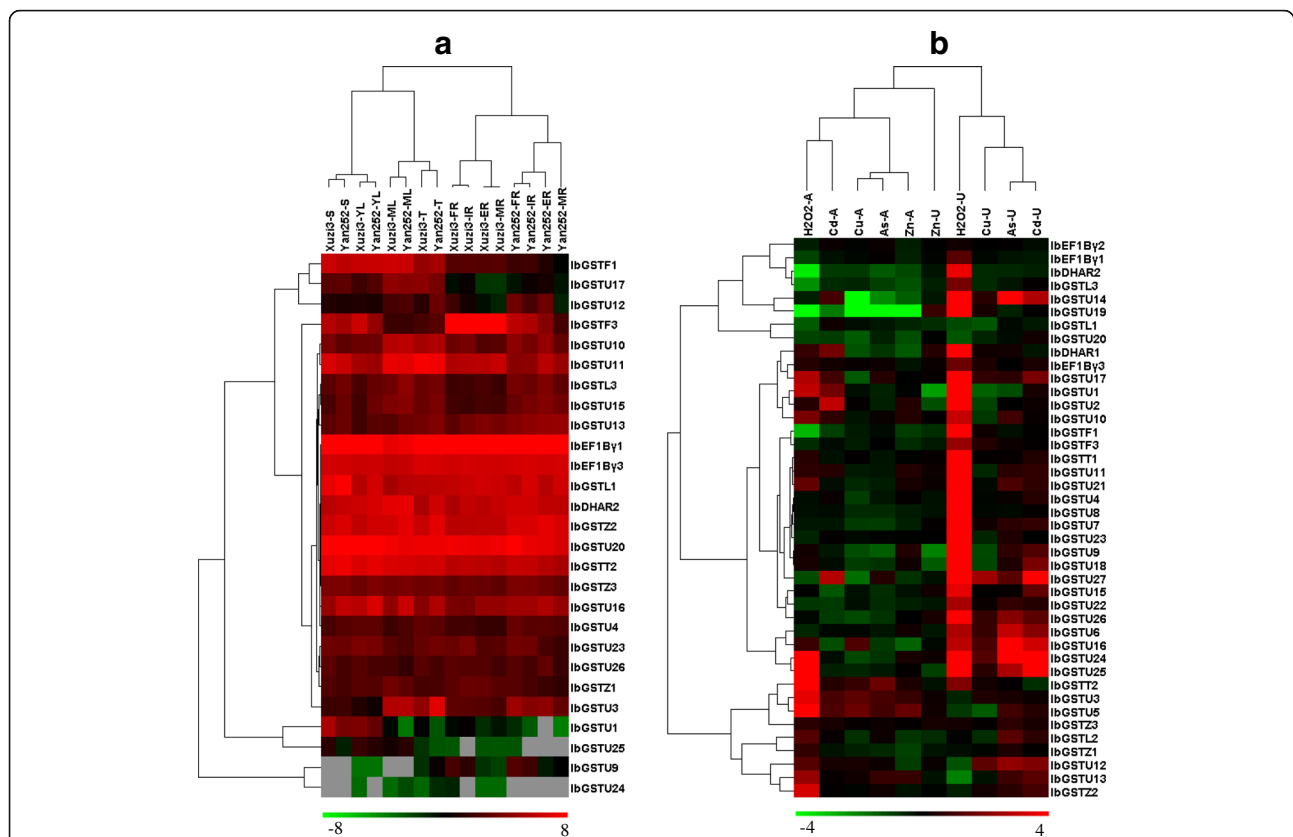 a
b
Xuzi3-S
Yan252-S
Xuzi3-YL
Yan252-YL
Xuzi3-ML
Yan252-ML
Xuzi3-T
Yan252-T
Xuzi3-FR
Xuzi3-IR
Xuzi3-ER
Xuzi3-MR
Yan252-FR
Yan252-IR
Yan252-ER
Yan252-MR
IbGSTF1
IbGSTU17
IbGSTU12
IbGSTF3
IbGSTU10
IbGSTU11
IbGSTL3
IbGSTU15
IbGSTU13
IbEF1Bγ1
IbEF1Bγ3
IbGSTL1
IbDHAR2
IbGSTZ2
IbGSTU20
IbGSTT2
IbGSTZ3
IbGSTU16
IbGSTU4
IbGSTU23
IbGSTU26
IbGSTZ1
IbGSTU3
IbGSTU1
IbGSTU25
IbGSTU9
IbGSTU24
-8
8
H2O2-A
Cd-A
Cu-A
As-A
Zn-A
Zn-U
H2O2-U
Cu-U
As-U
Cd-U
IbEF1Bγ2
IbEF1Bγ1
IbDHAR2
IbGSTL3
IbGSTU14
IbGSTU19
IbGSTL1
IbGSTU20
IbDHAR1
IbEF1Bγ3
IbGSTU17
IbGSTU1
IbGSTU2
IbGSTU10
IbGSTF1
IbGSTF3
IbGSTT1
IbGSTU11
IbGSTU21
IbGSTU4
IbGSTU8
IbGSTU7
IbGSTU23
IbGSTU9
IbGSTU18
IbGSTU27
IbGSTU15
IbGSTU22
IbGSTU26
IbGSTU6
IbGSTU16
IbGSTU24
IbGSTU25
IbGSTT2
IbGSTU3
IbGSTU5
IbGSTZ3
IbGSTL2
IbGSTZ1
IbGSTU12
IbGSTU13
IbGSTZ2
-4
4